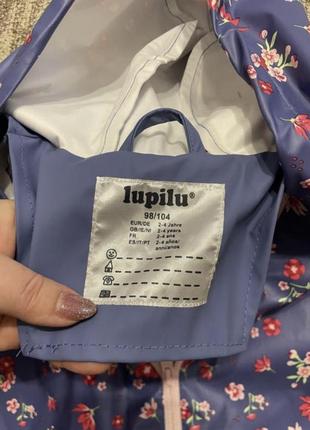 lupilu®
98/104
EUR/DE 2-4 Jahre
GB/IE/NI 2-4 years
FR 2-4 ans
ES/IT/PT 2-4 años/
anni/anos